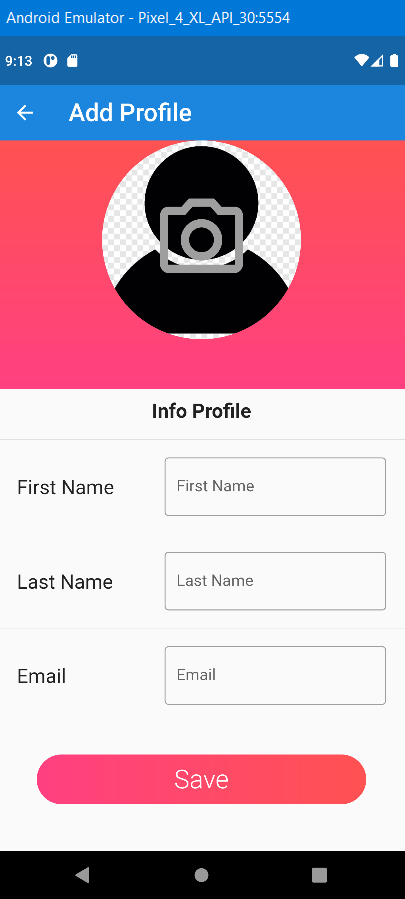 Android Emulator - Pixel_4_XL_API_30:5554
9:13
Add Profile
Info Profile
First Name
First Name
Last Name
Last Name
Email
Email
Save